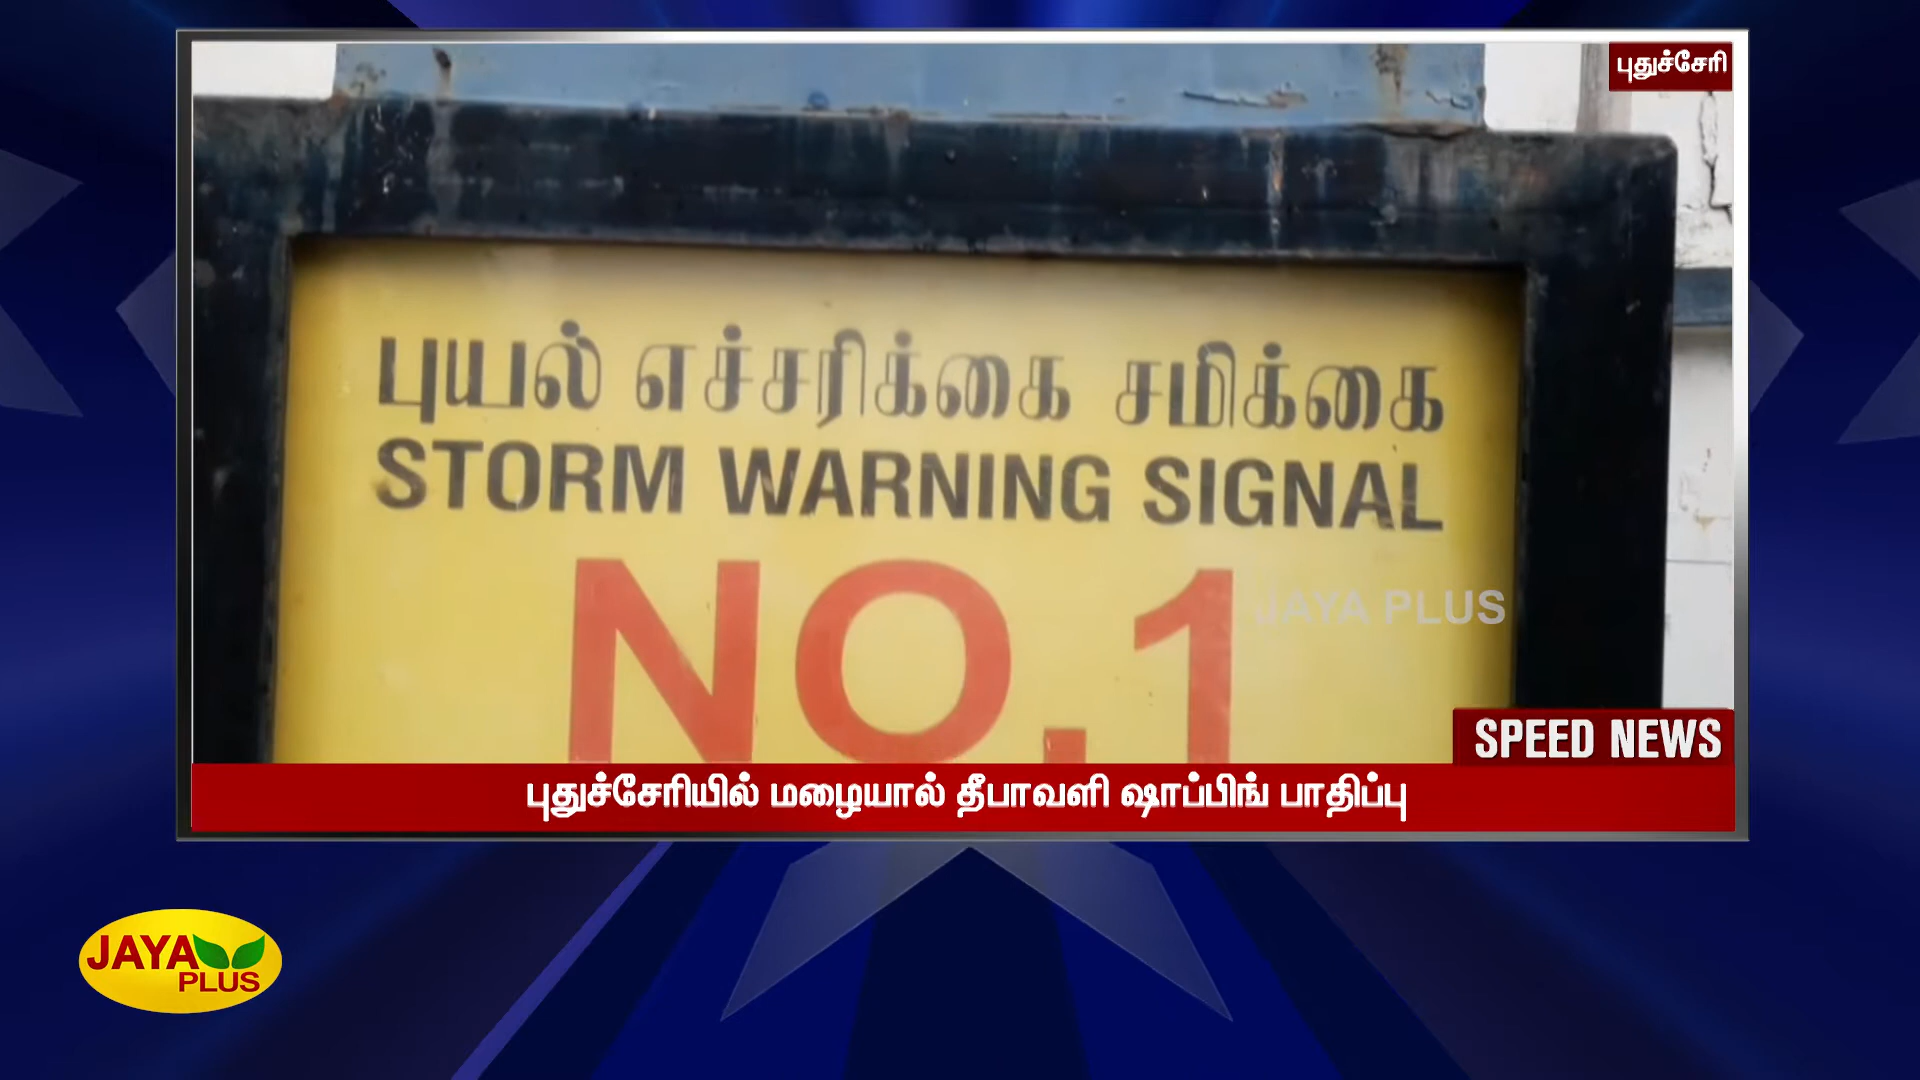 புதுச்சேரி
புயல் எச்சரிக்கை சமிக்கை
STORM WARNING SIGNAL
NO.1
JAYA PLUS
SPEED NEWS
புதுச்சேரியில் மழையால் தீபாவளி ஷாப்பிங் பாதிப்பு
JAYA
PLUS